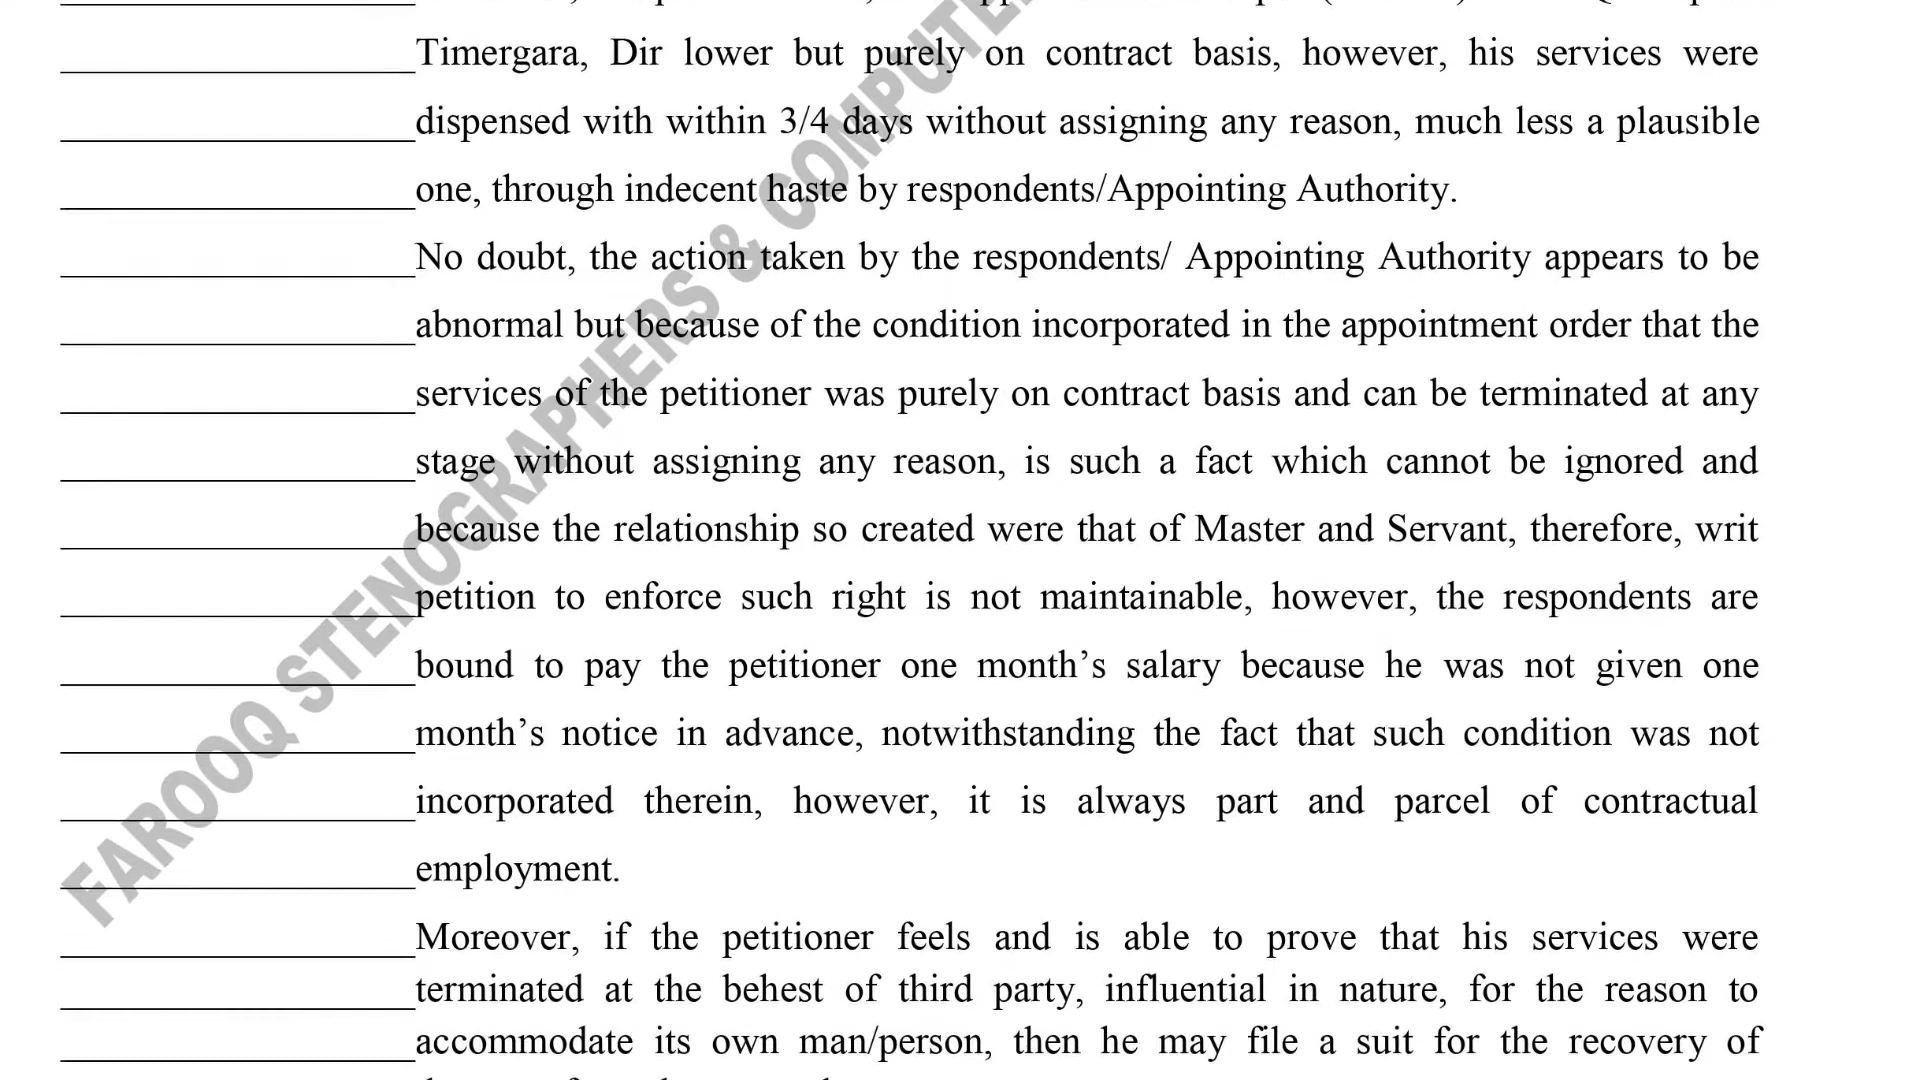 Timergara, Dir lower but purely on contract basis, however, his services were
dispensed with within 3/4 days without assigning any reason, much less a plausible
one, through indecent haste by respondents/Appointing Authority.
No doubt, the action taken by the respondents/ Appointing Authority appears to be
abnormal but because of the condition incorporated in the appointment order that the
services of the petitioner was purely on contract basis and can be terminated at any
stage without assigning any reason, is such a fact which cannot be ignored and
because the relationship so created were that of Master and Servant, therefore, writ
petition to enforce such right is not maintainable, however, the respondents are
bound to pay the petitioner one month’s salary because he was not given one
month’s notice in advance, notwithstanding the fact that such condition was not
incorporated therein, however, it is always part and parcel of contractual
employment.
Moreover, if the petitioner feels and is able to prove that his services were
terminated at the behest of third party, influential in nature, for the reason to
accommodate its own man/person, then he may file a suit for the recovery of
FAROOQ STENOGRAPHERS & COMPUTE